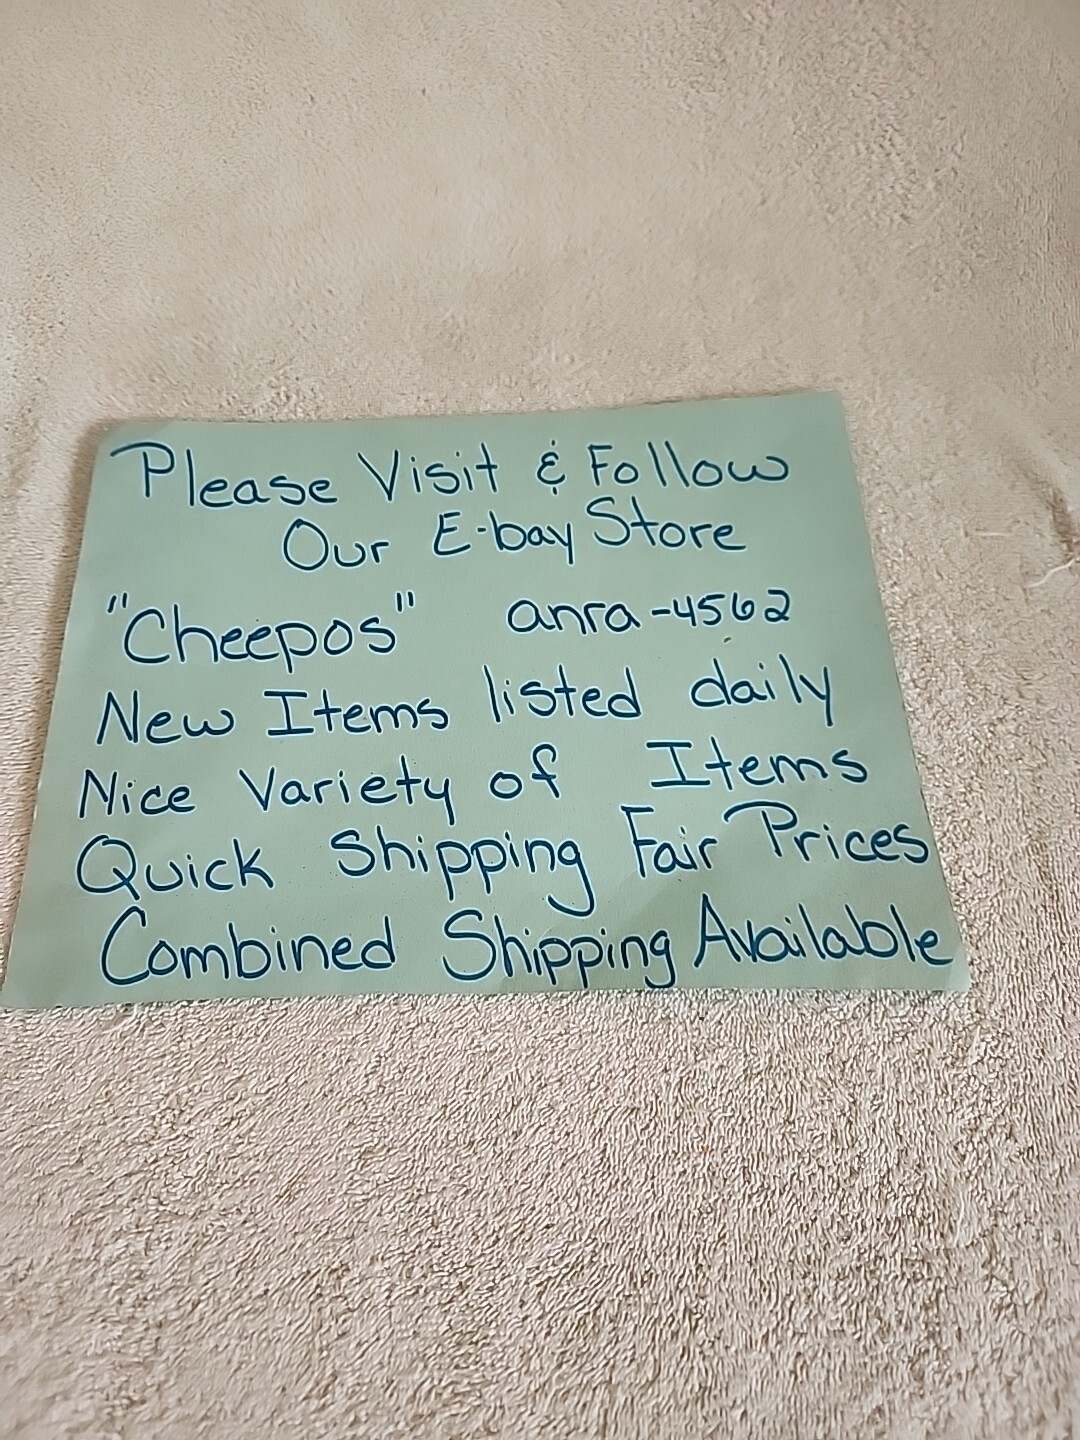 Please Visit & Follow
Our E-bay Store
"Cheepos" anra-4562
New Items listed daily
Nice Variety of Items
Quick Shipping Fair Prices
Combined Shipping Available